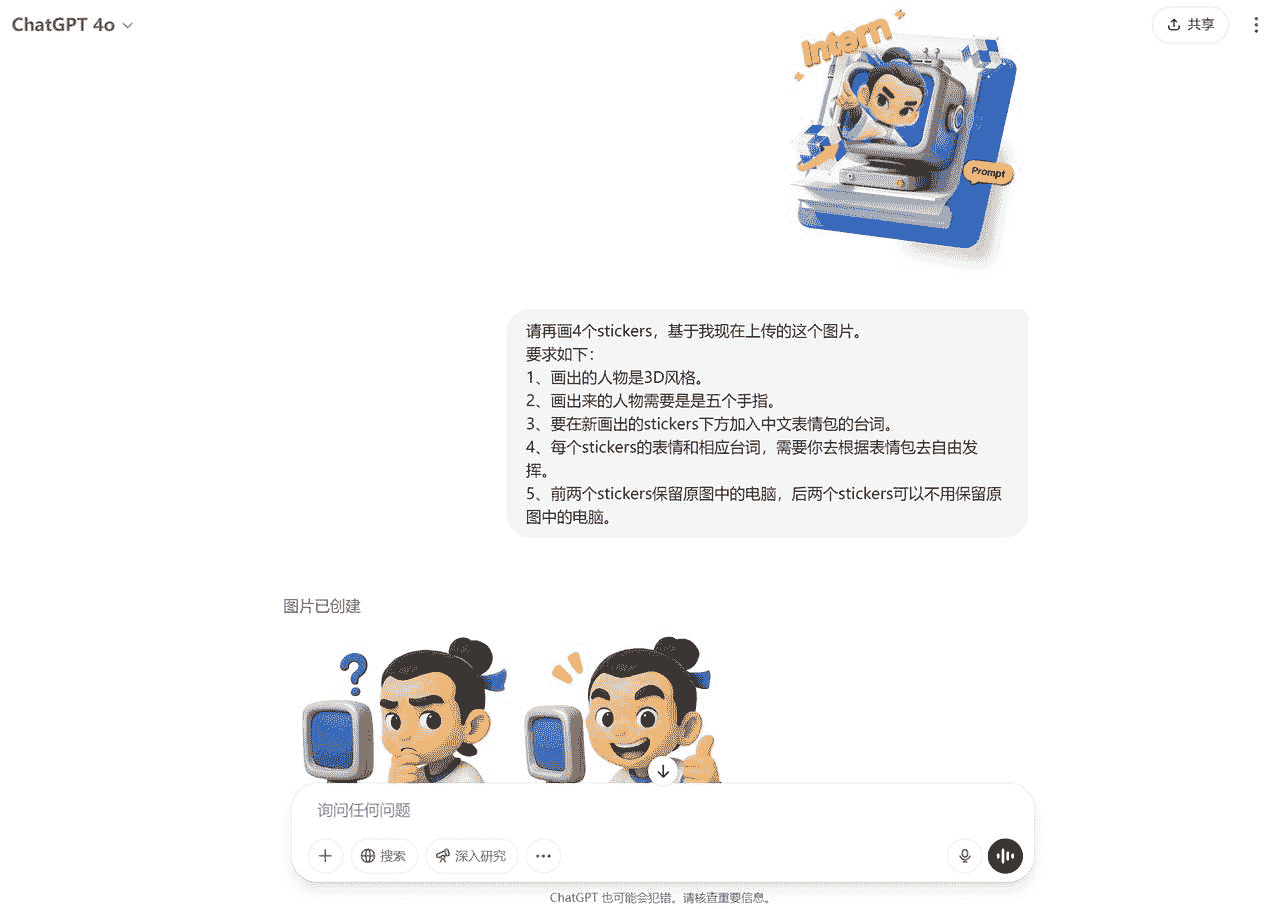 ChatGPT 4o
共享
Intern
Prompt
请再画4个stickers，基于我现在上传的这个图片。
要求如下：
1、画出的人物是3D风格。
2、画出来的人物需要是是五个手指。
3、要在新画出的stickers下方加入中文表情包的台词。
4、每个stickers的表情和相应台词，需要你去根据表情包去自由发
挥。
5、前两个stickers保留原图中的电脑，后两个stickers可以不用保留原
图中的电脑。
图片已创建
?
询问任何问题
搜索
深入研究
ChatGPT 也可能会犯错。请核查重要信息。